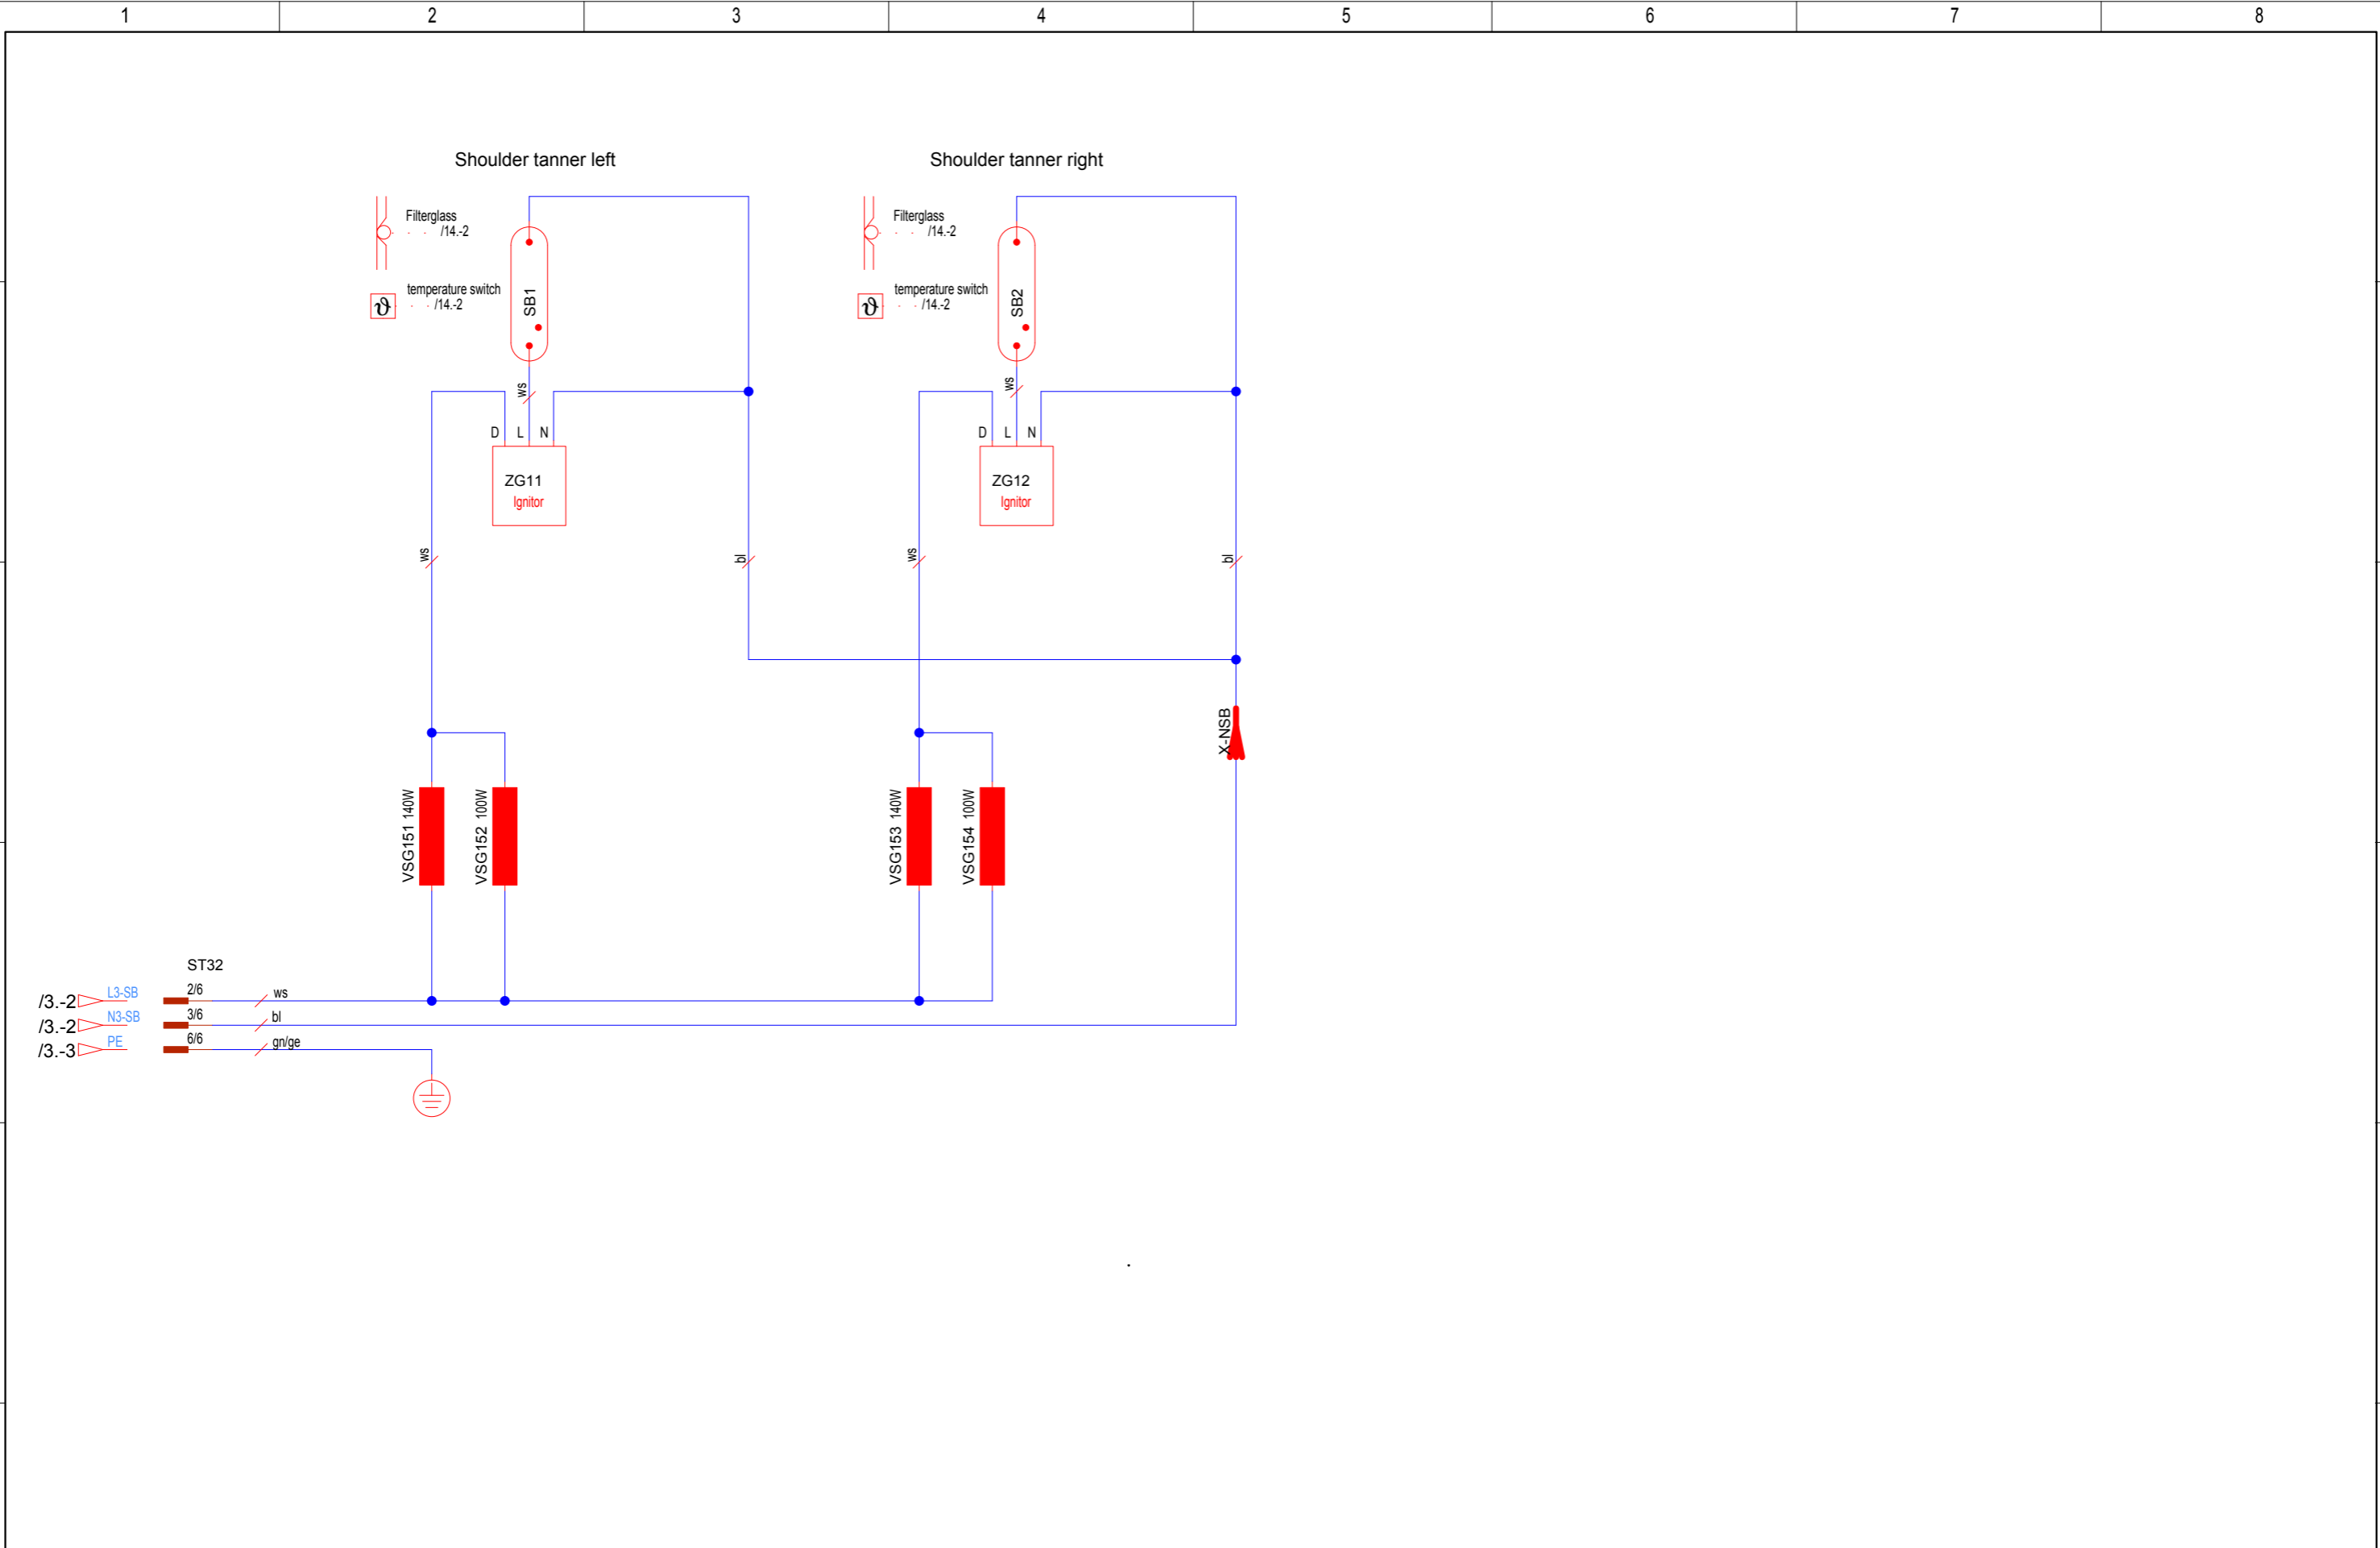 1 2 3 4 5 6 7 8
Shoulder tanner left
Shoulder tanner right
Filterglass
/14.-2
temperature switch
/14.-2
ϑ
SB1
ws
D L N
ZG11
Ignitor
ws
bl
Filterglass
/14.-2
temperature switch
/14.-2
ϑ
SB2
ws
D L N
ZG12
Ignitor
ws
bl
X-NSB
VSG151 140W
VSG152 100W
VSG153 140W
VSG154 100W
ST32
/3.-2 L3-SB 2/6 ws
/3.-2 N3-SB 3/6 bl
/3.-3 PE 6/6 gn/ge